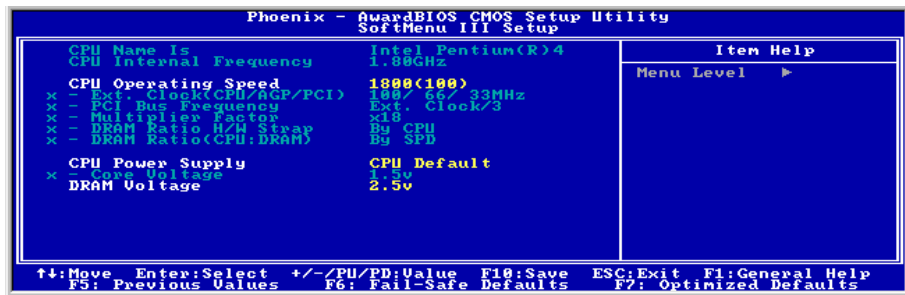 Phoenix - AwardBIOS CMOS Setup Utility
SoftMenu III Setup
CPU Name Is Intel Pentium(R)4
CPU Internal Frequency 1.80GHz
CPU Operating Speed 1800(100)
x - Ext. Clock(CPU/AGP/PCI) 100/ 66/ 33MHz
x - PCI Bus Frequency Ext. Clock/3
x - Multiplier Factor x18
x - DRAM Ratio H/W Strap By CPU
x - DRAM Ratio(CPU:DRAM) By SPD
CPU Power Supply CPU Default
x - Core Voltage 1.5v
DRAM Voltage 2.5v
Item Help
Menu Level ►
↑↓:Move Enter:Select +/-/PU/PD:Value F10:Save ESC:Exit F1:General Help
F5: Previous Values F6: Fail-Safe Defaults F7: Optimized Defaults